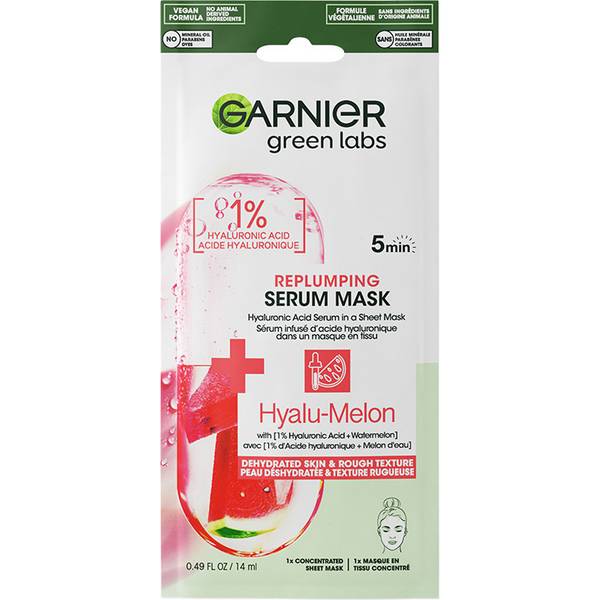 VEGAN
FORMULA
NO ANIMAL
DERIVED
INGREDIENTS
FORMULE
VÉGÉTALIENNE
SANS INGRÉDIENTS
D'ORIGINE ANIMALE
NO
MINERAL OIL
PARABENS
DYES
SANS
HUILE MINÉRALE
PARABÈNES
COLORANTS
GARNIER
green labs
1%
HYALURONIC ACID
ACIDE HYALURONIQUE
5min
REPLUMPING
SERUM MASK
Hyaluronic Acid Serum in a Sheet Mask
Sérum infusé d'acide hyaluronique
dans un masque en tissu
Hyalu-Melon
with [1% Hyaluronic Acid + Watermelon]
avec [1% d'Acide hyaluronique + Melon d'eau]
DEHYDRATED SKIN & ROUGH TEXTURE
PEAU DÉSHYDRATÉE & TEXTURE RUGUEUSE
0.49 FL OZ / 14 ml
1x CONCENTRATED
SHEET MASK
1x MASQUE EN
TISSU CONCENTRÉ